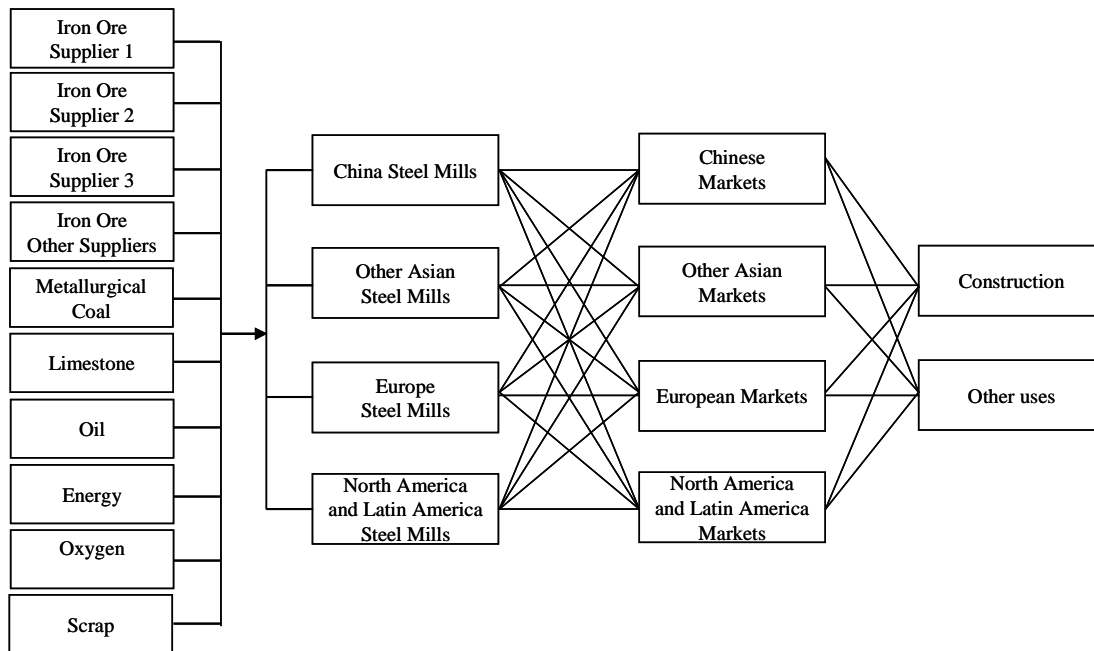 Iron Ore
Supplier 1
Iron Ore
Supplier 2
Iron Ore
Supplier 3
Iron Ore
Other Suppliers
Metallurgical
Coal
Limestone
Oil
Energy
Oxygen
Scrap
China Steel Mills
Other Asian
Steel Mills
Europe
Steel Mills
North America
and Latin America
Steel Mills
Chinese
Markets
Other Asian
Markets
European Markets
North America
and Latin America
Markets
Construction
Other uses